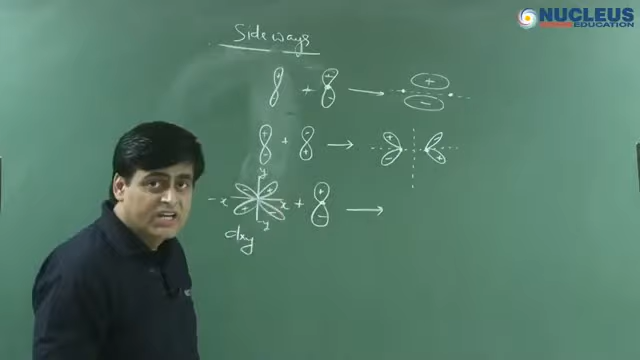 NUCLEUS
EDUCATION
Sideways
+ + + → +
- -
+ + - → + -
+ - +
y
-x + x + + →
-y -
dxy